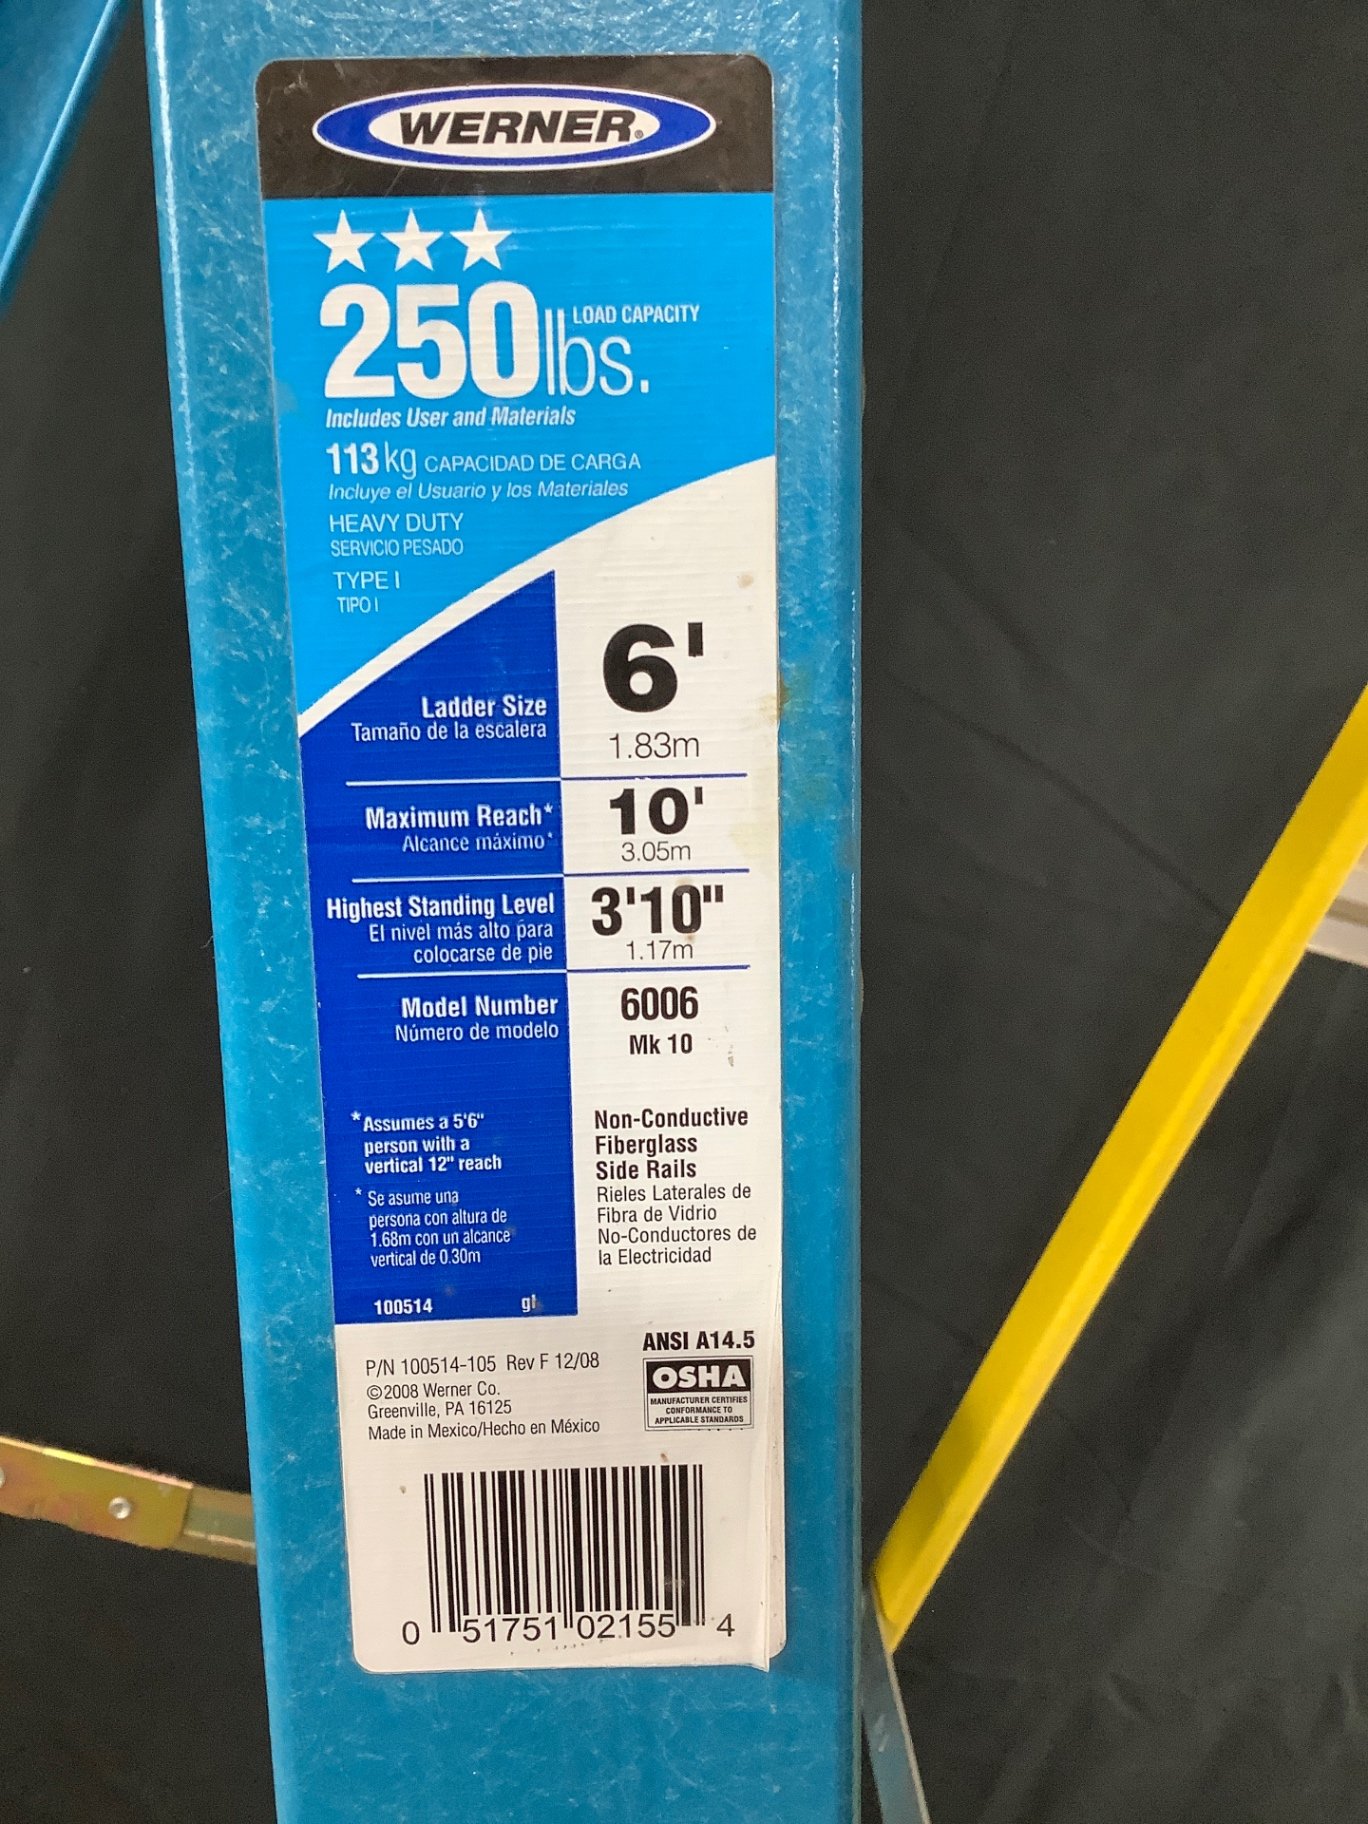 WERNER®
250 lbs. LOAD CAPACITY
Includes User and Materials
113 kg CAPACIDAD DE CARGA
Incluye el Usuario y los Materiales
HEAVY DUTY
SERVICIO PESADO
TYPE I
TIPO I
Ladder Size 6'
Tamaño de la escalera 1.83m
Maximum Reach* 10'
Alcance máximo* 3.05m
Highest Standing Level 3'10"
El nivel más alto para
colocarse de pie 1.17m
Model Number 6006
Número de modelo Mk 10
*Assumes a 5'6"
person with a
vertical 12" reach
* Se asume una
persona con altura de
1.68m con un alcance
vertical de 0.30m
100514 gl
Non-Conductive
Fiberglass
Side Rails
Rieles Laterales de
Fibra de Vidrio
No-Conductores de
la Electricidad
P/N 100514-105 Rev F 12/08
©2008 Werner Co.
Greenville, PA 16125
Made in Mexico/Hecho en México
ANSI A14.5
OSHA
MANUFACTURER CERTIFIES
CONFORMANCE TO
APPLICABLE STANDARDS
0 51751 02155 4